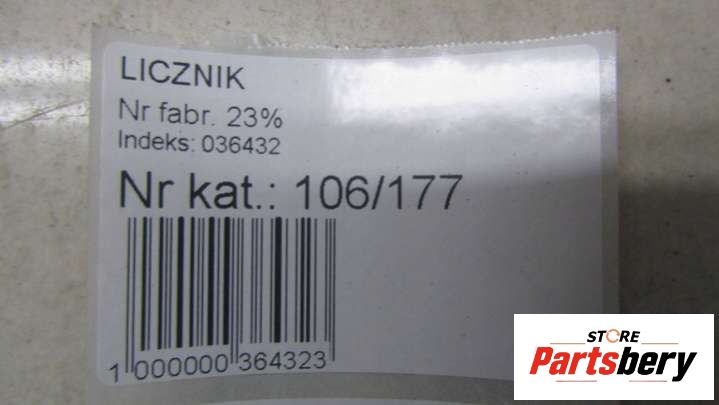 LICZNIK
Nr fabr. 23%
Indeks: 036432
Nr kat.: 106/177
1 000000 364323
STORE
Partsbery